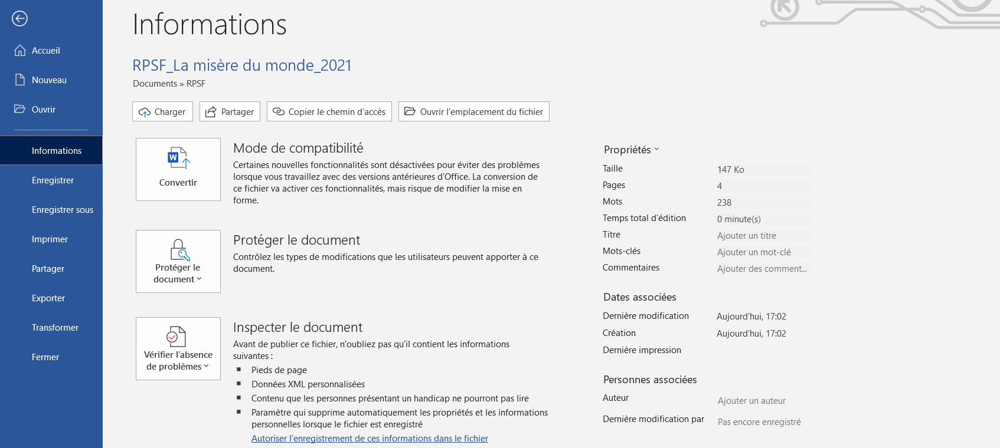 Informations
Accueil
Nouveau
Ouvrir
Informations
Enregistrer
Enregistrer sous
Imprimer
Partager
Exporter
Transformer
Fermer
RPSF_La misère du monde_2021
Documents » RPSF
Charger
Partager
Copier le chemin d’accès
Ouvrir l’emplacement du fichier
Convertir
Mode de compatibilité
Certaines nouvelles fonctionnalités sont désactivées pour éviter des problèmes
lorsque vous travaillez avec des versions antérieures d’Office. La conversion de
ce fichier va activer ces fonctionnalités, mais risque de modifier la mise en
forme.
Protéger le
document
Protéger le document
Contrôlez les types de modifications que les utilisateurs peuvent apporter à ce
document.
Vérifier l’absence
de problèmes
Inspecter le document
Avant de publier ce fichier, n’oubliez pas qu’il contient les informations
suivantes :
Pieds de page
Données XML personnalisées
Contenu que les personnes présentant un handicap ne pourront pas lire
Paramètre qui supprime automatiquement les propriétés et les informations
personnelles lorsque le fichier est enregistré
Autoriser l’enregistrement de ces informations dans le fichier
Propriétés
Taille 147 Ko
Pages 4
Mots 238
Temps total d’édition 0 minute(s)
Titre Ajouter un titre
Mots-clés Ajouter un mot-clé
Commentaires Ajouter des comment...
Dates associées
Dernière modification Aujourd’hui, 17:02
Création Aujourd’hui, 17:02
Dernière impression
Personnes associées
Auteur Ajouter un auteur
Dernière modification par Pas encore enregistré